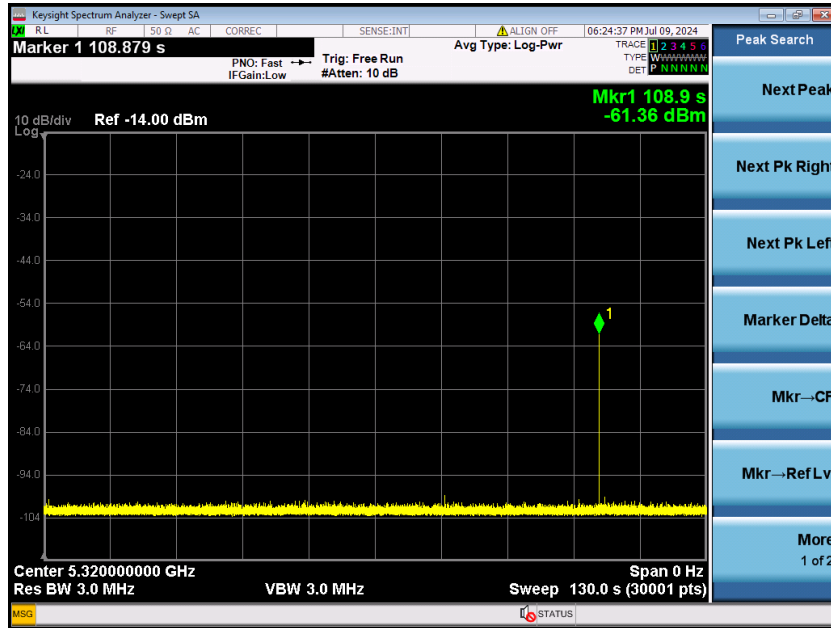 Keysight Spectrum Analyzer - Swept SA
LXI RL RF 50 Ω AC CORREC SENSE:INT ALIGN OFF 06:24:37 PM Jul 09, 2024
Marker 1 108.879 s
PNO: Fast
IFGain:Low
Trig: Free Run
#Atten: 10 dB
Avg Type: Log-Pwr
TRACE 1 2 3 4 5 6
TYPE WWWWWW
DET P N N N N N
Mkr1 108.9 s
-61.36 dBm
10 dB/div Ref -14.00 dBm
Log
-24.0
-34.0
-44.0
-54.0
1
-64.0
-74.0
-84.0
-94.0
-104
Center 5.320000000 GHz Span 0 Hz
Res BW 3.0 MHz VBW 3.0 MHz Sweep 130.0 s (30001 pts)
MSG STATUS
Peak Search
Next Peak
Next Pk Right
Next Pk Left
Marker Delta
Mkr→CF
Mkr→Ref Lv
More
1 of 2